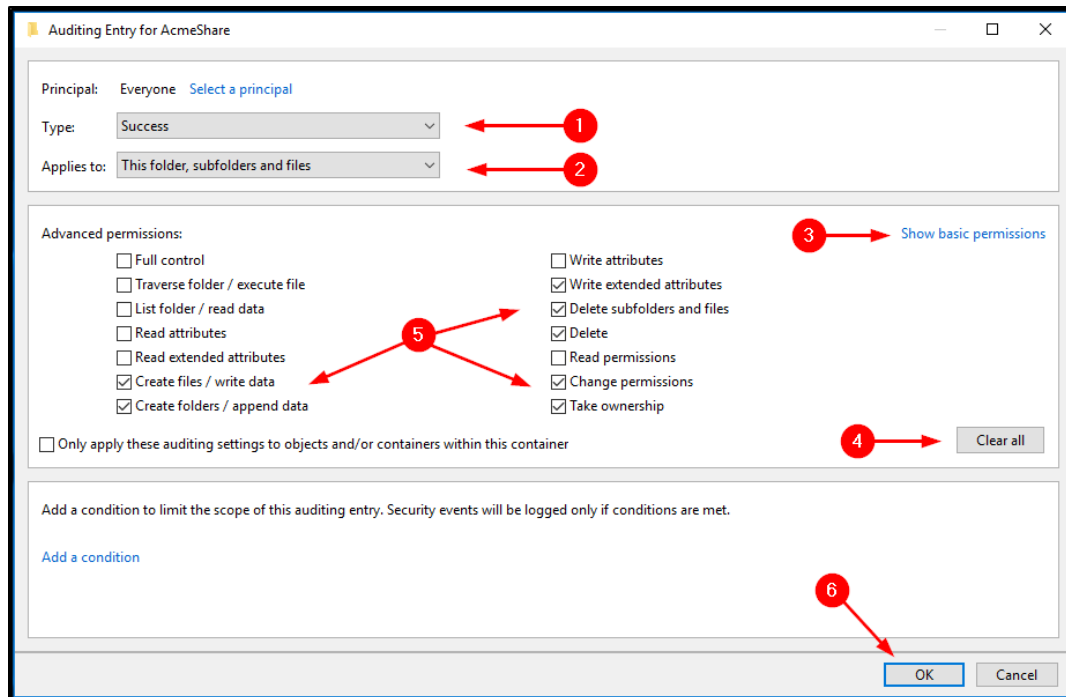 Auditing Entry for AcmeShare
Principal: Everyone Select a principal
Type: Success 1
Applies to: This folder, subfolders and files 2
Advanced permissions: 3 Show basic permissions
Full control
Traverse folder / execute file
List folder / read data
Read attributes
Read extended attributes
Create files / write data
Create folders / append data
5
Write attributes
Write extended attributes
Delete subfolders and files
Delete
Read permissions
Change permissions
Take ownership
Only apply these auditing settings to objects and/or containers within this container
4 Clear all
Add a condition to limit the scope of this auditing entry. Security events will be logged only if conditions are met.
Add a condition
6
OK Cancel